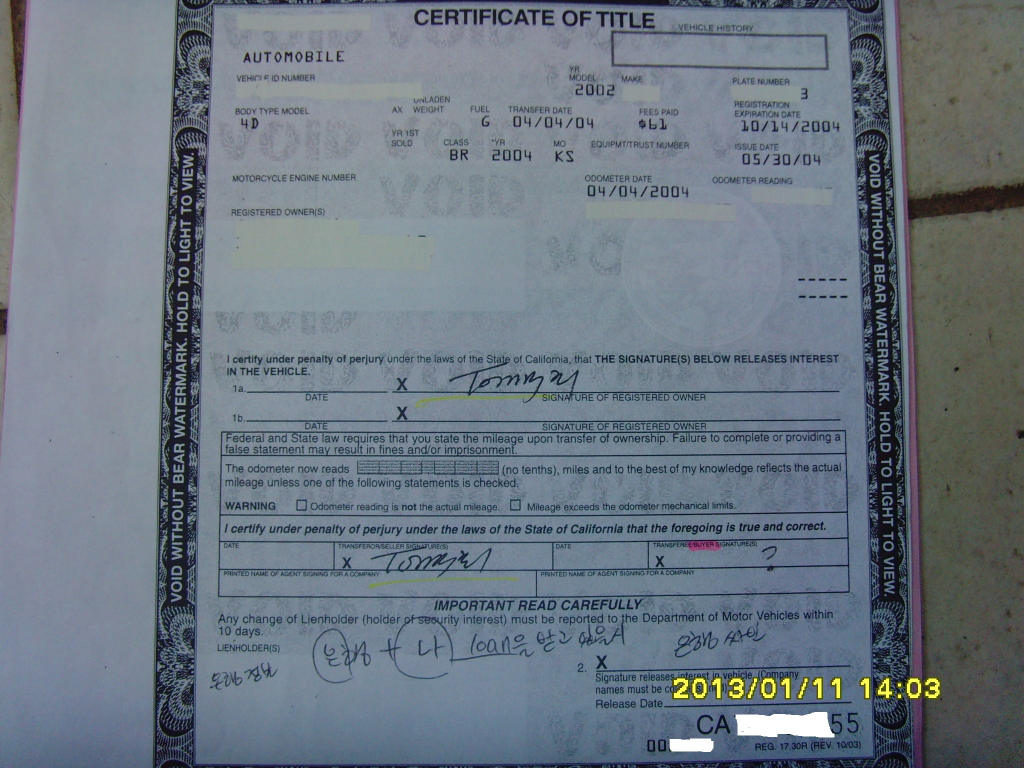 CERTIFICATE OF TITLE
VEHICLE HISTORY
AUTOMOBILE
VEHICLE ID NUMBER
YR MODEL MAKE PLATE NUMBER
2002 3
BODY TYPE MODEL AX UNLADEN WEIGHT FUEL TRANSFER DATE FEES PAID REGISTRATION EXPIRATION DATE
4D G 04/04/04 $61 10/14/2004
YR 1ST SOLD CLASS *YR MO EQUIPMT/TRUST NUMBER ISSUE DATE
BR 2004 KS 05/30/04
MOTORCYCLE ENGINE NUMBER ODOMETER DATE ODOMETER READING
04/04/2004
REGISTERED OWNER(S)
I certify under penalty of perjury under the laws of the State of California, that THE SIGNATURE(S) BELOW RELEASES INTEREST
IN THE VEHICLE.
1a. X
DATE SIGNATURE OF REGISTERED OWNER
1b. X
DATE SIGNATURE OF REGISTERED OWNER
Federal and State law requires that you state the mileage upon transfer of ownership. Failure to complete or providing a
false statement may result in fines and/or imprisonment.
The odometer now reads (no tenths), miles and to the best of my knowledge reflects the actual
mileage unless one of the following statements is checked.
WARNING Odometer reading is not the actual mileage. Mileage exceeds the odometer mechanical limits.
I certify under penalty of perjury under the laws of the State of California that the foregoing is true and correct.
DATE TRANSFEROR/SELLER SIGNATURE(S) DATE TRANSFEREE/BUYER SIGNATURE(S)
X X ?
PRINTED NAME OF AGENT SIGNING FOR A COMPANY PRINTED NAME OF AGENT SIGNING FOR A COMPANY
IMPORTANT READ CAREFULLY
Any change of Lienholder (holder of security interest) must be reported to the Department of Motor Vehicles within
10 days.
LIENHOLDER(S)
은행 + 나 loan을 받고 있을시
은행 싸인
2. X
Signature releases interest in vehicle. (Company
names must be
Release Date
2013/01/11 14:03
CA 55
00
REG. 17.30R (REV. 10/03)
VOID WITHOUT BEAR WATERMARK. HOLD TO LIGHT TO VIEW.
VOID WITHOUT BEAR WATERMARK. HOLD TO LIGHT TO VIEW.